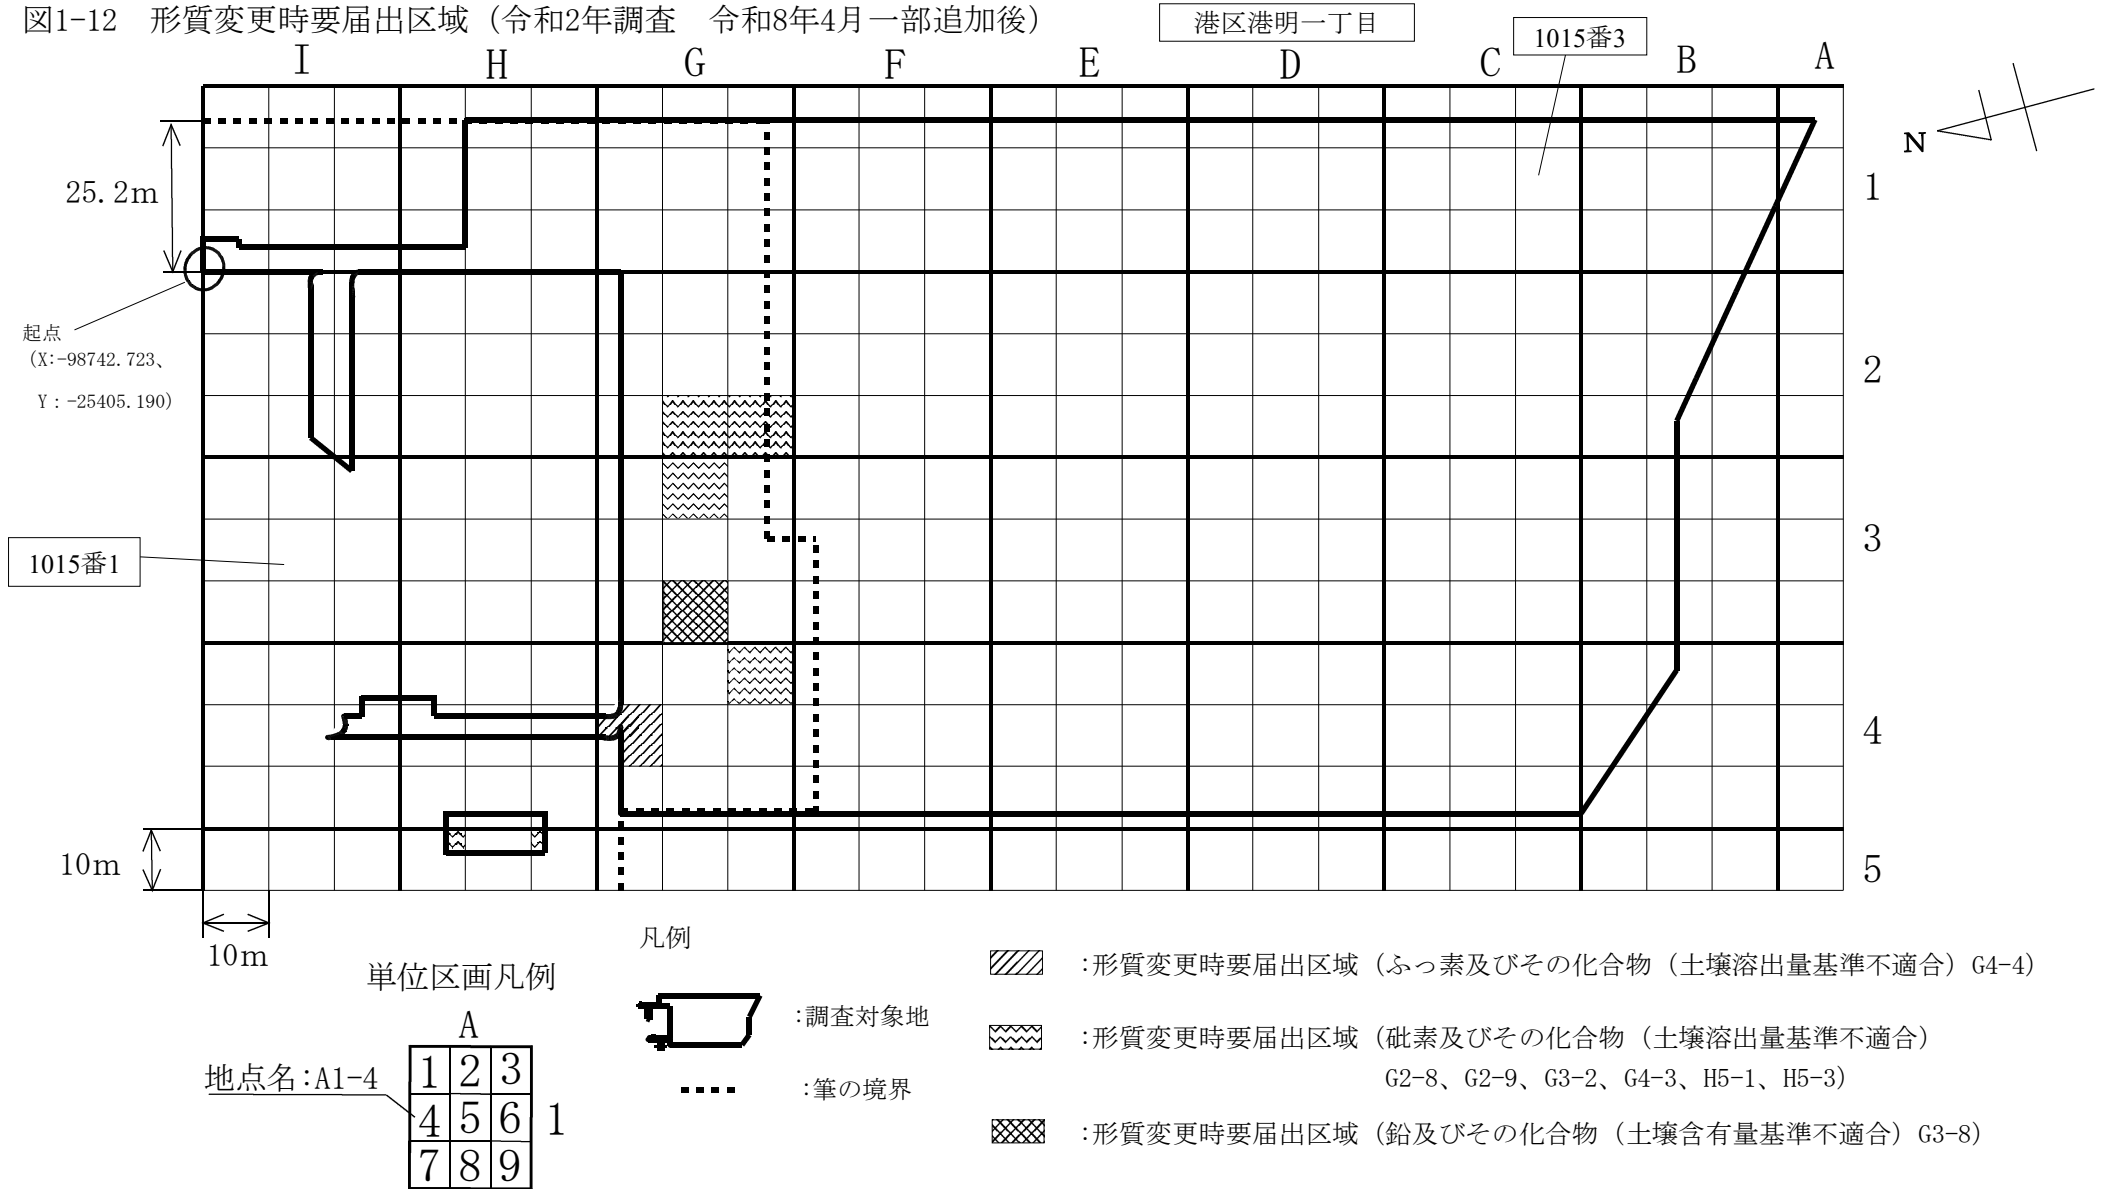 図1-12　形質変更時要届出区域（令和2年調査　令和8年4月一部追加後）
港区港明一丁目
1015番3
I H G F E D C B A
N
25.2m
1
起点
（X:-98742.723、
Y：-25405.190）
2
3
1015番1
4
10m
5
10m
凡例
単位区画凡例
:形質変更時要届出区域（ふっ素及びその化合物（土壌溶出量基準不適合）G4-4）
:調査対象地
:形質変更時要届出区域（砒素及びその化合物（土壌溶出量基準不適合）
G2-8、G2-9、G3-2、G4-3、H5-1、H5-3）
:筆の境界
:形質変更時要届出区域（鉛及びその化合物（土壌含有量基準不適合）G3-8）
A
地点名:A1-4
1 2 3
4 5 6
7 8 9
1